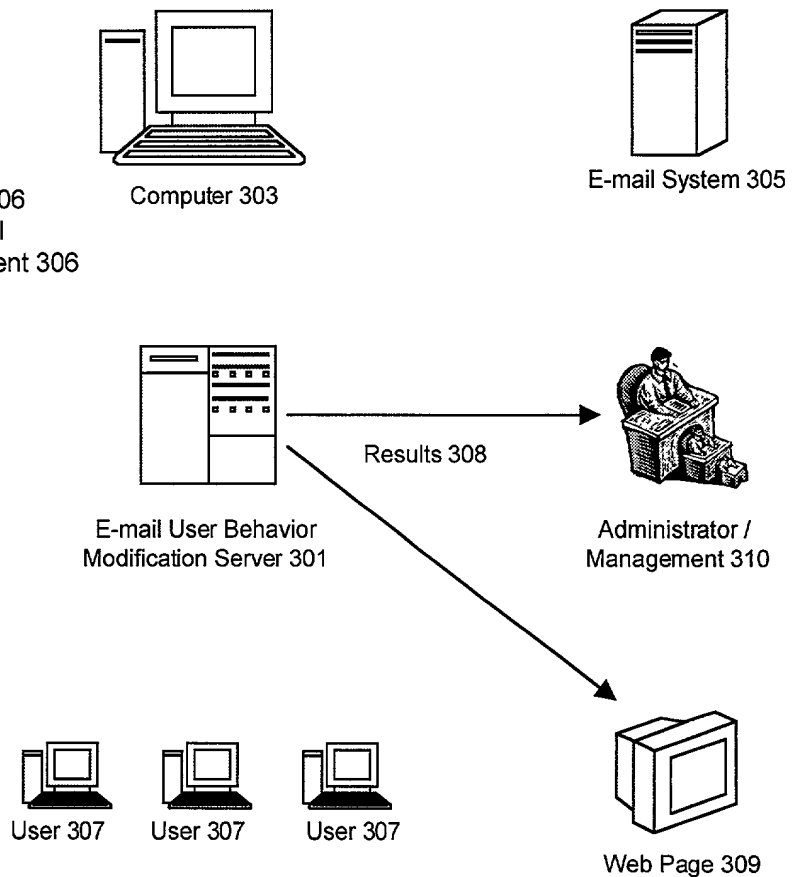 Computer 303
E-mail System 305
06
l
ent 306
Results 308
E-mail User Behavior
Modification Server 301
Administrator /
Management 310
User 307
User 307
User 307
Web Page 309